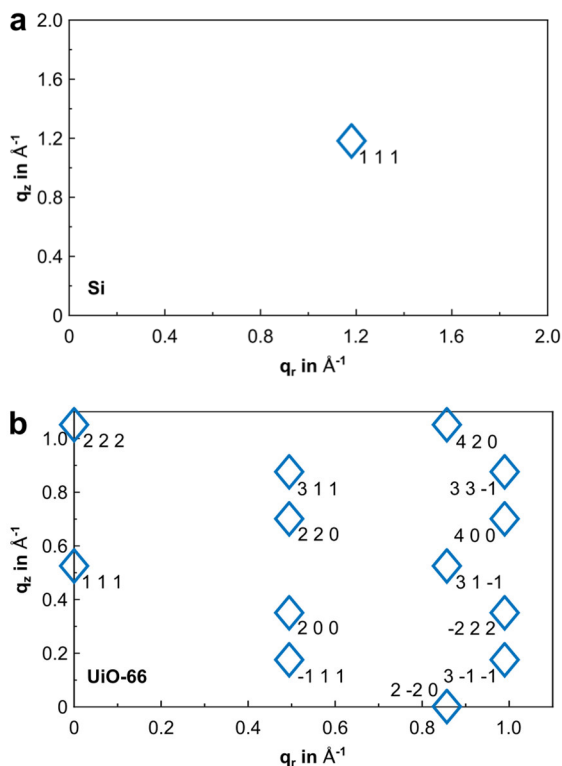 a
2.0
1.6
1.2
0.8
0.4
0
q_z in Å⁻¹
1 1 1
Si
0 0.4 0.8 1.2 1.6 2.0
q_r in Å⁻¹
b
1.0
0.8
0.6
0.4
0.2
0
q_z in Å⁻¹
2 2 2
4 2 0
3 1 1
3 3 -1
2 2 0
4 0 0
1 1 1
3 1 -1
2 0 0
-2 2 2
-1 1 1
3 -1 -1
UiO-66
2 -2 0
0 0.2 0.4 0.6 0.8 1.0
q_r in Å⁻¹